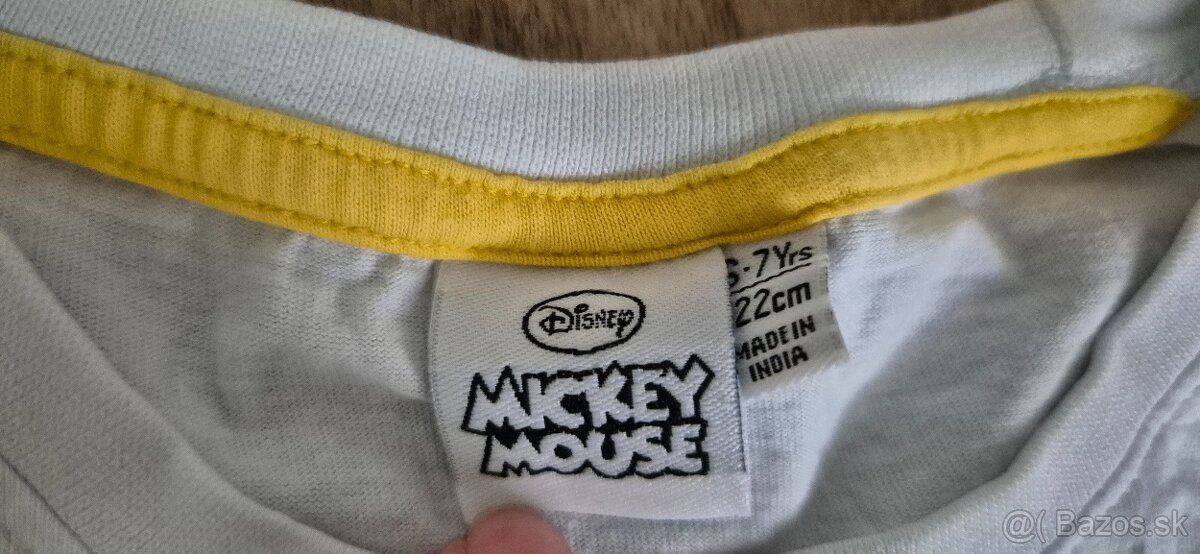 DISNEY
MICKEY
MOUSE
-7Yrs
22cm
MADE IN
INDIA
@( Bazos.sk